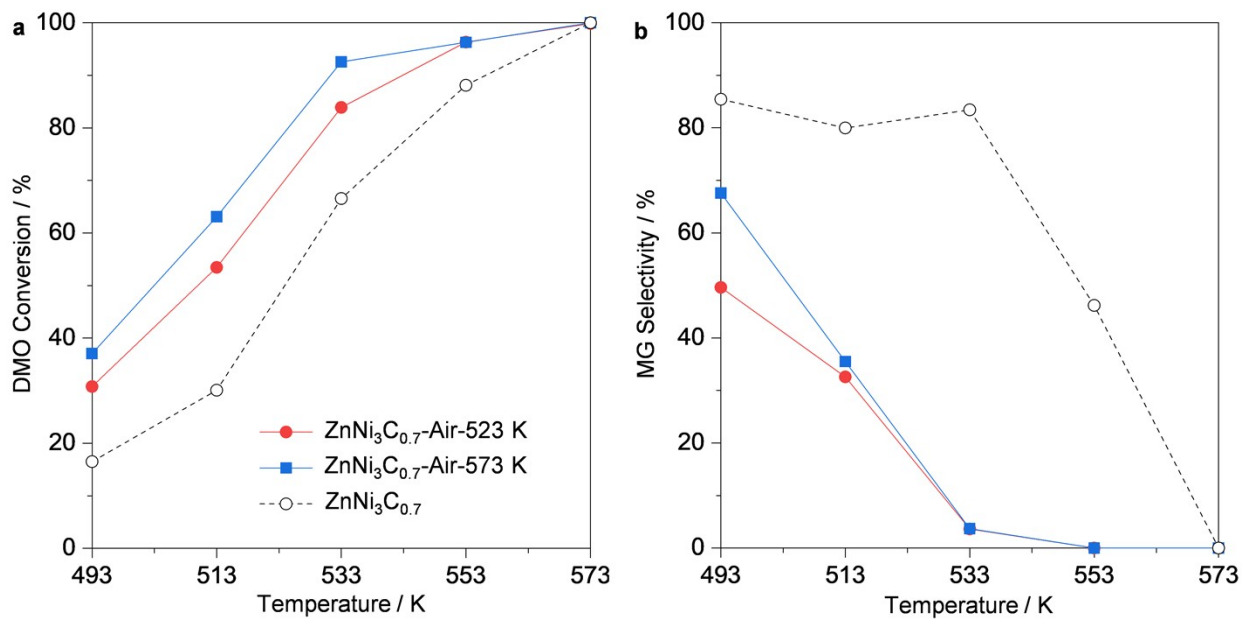 a
100
80
60
40
20
0
DMO Conversion / %
ZnNi₃C₀.₇-Air-523 K
ZnNi₃C₀.₇-Air-573 K
ZnNi₃C₀.₇
493 513 533 553 573
Temperature / K
b
100
80
60
40
20
0
MG Selectivity / %
493 513 533 553 573
Temperature / K